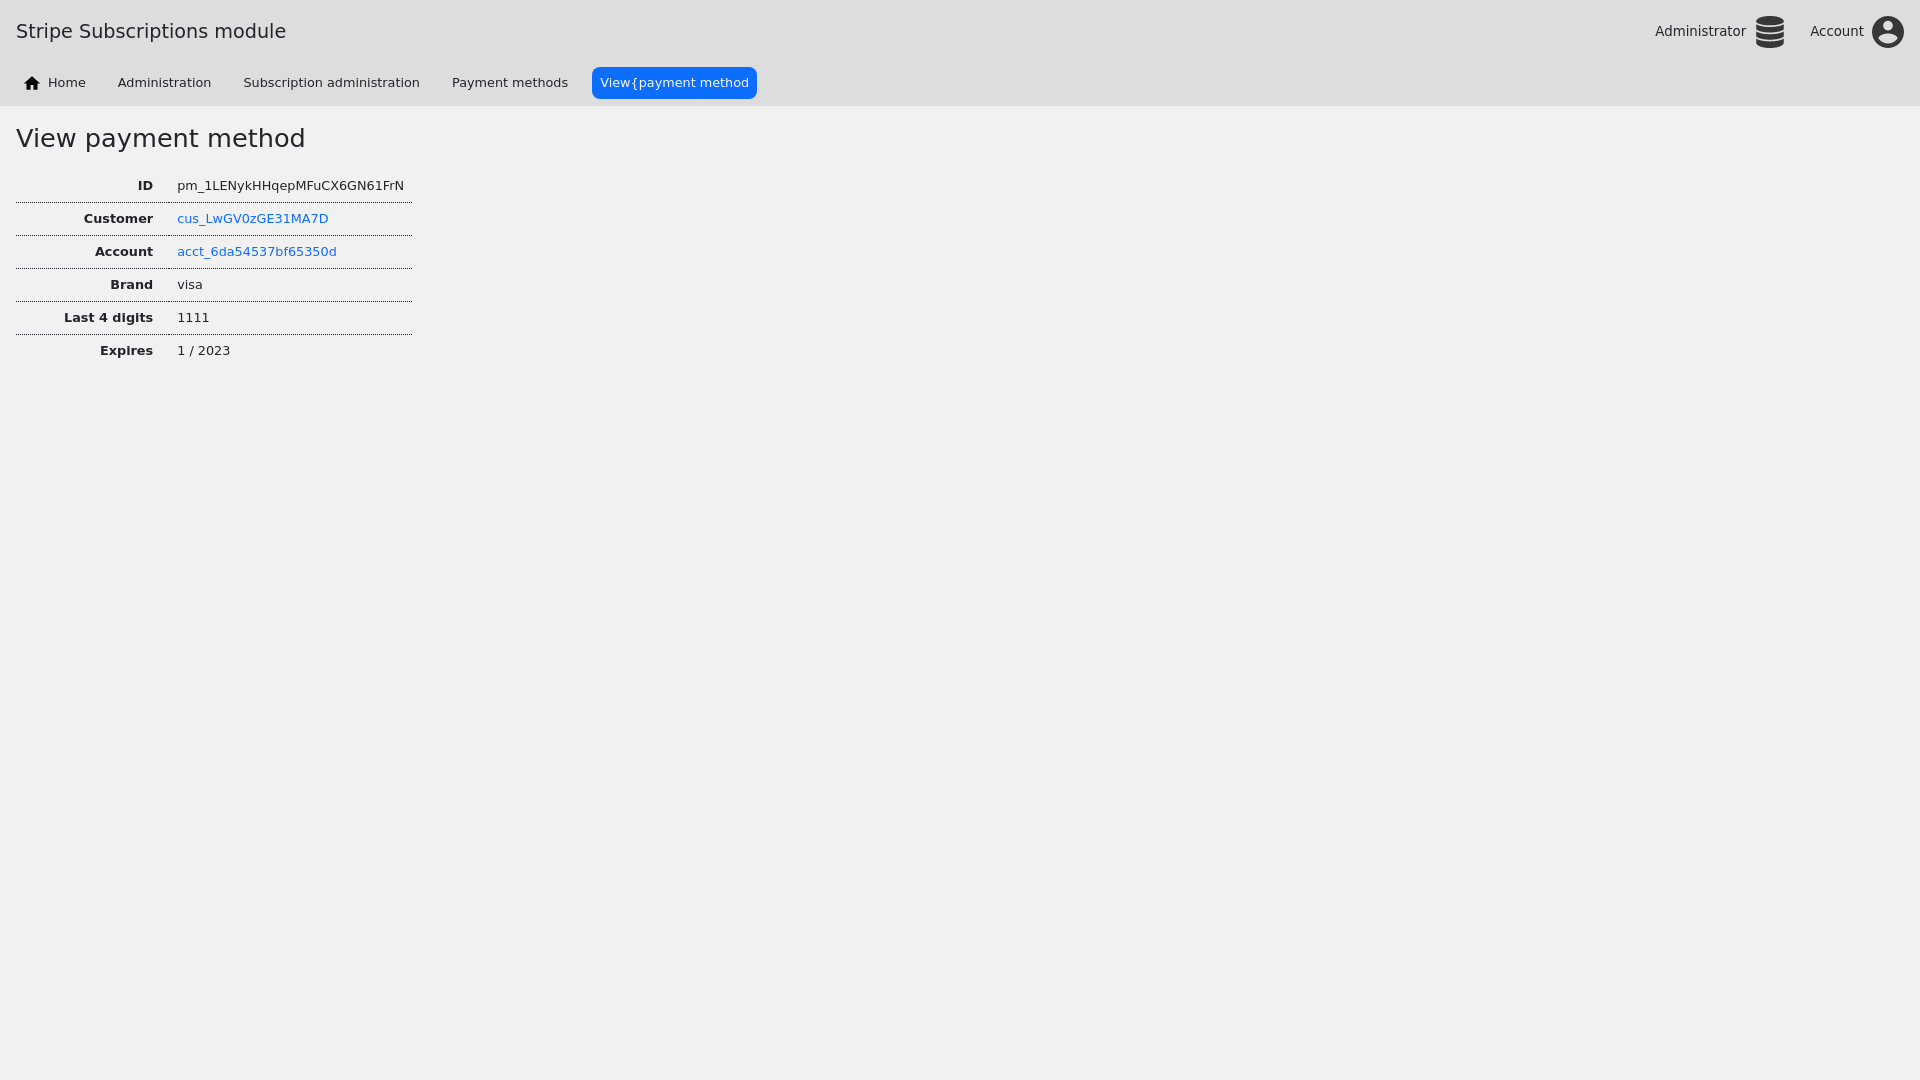 Stripe Subscriptions module
Administrator
Account
Home
Administration
Subscription administration
Payment methods
View{payment method
View payment method
ID pm_1LENykHHqepMFuCX6GN61FrN
Customer cus_LwGV0zGE31MA7D
Account acct_6da54537bf65350d
Brand visa
Last 4 digits 1111
Expires 1 / 2023